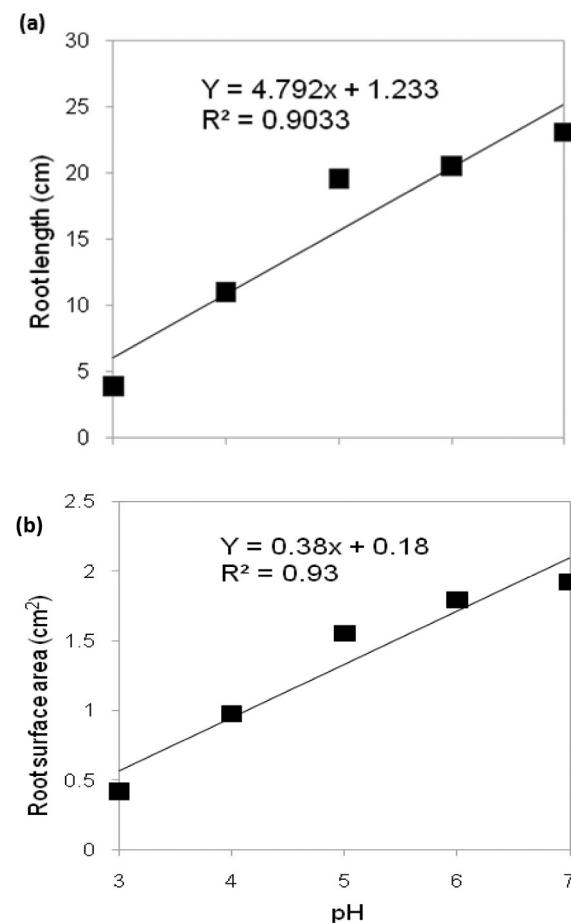 (a)
30
25
20
15
10
5
0
Root length (cm)
Y = 4.792x + 1.233
R² = 0.9033
(b)
2.5
2
1.5
1
0.5
0
Root surface area (cm²)
Y = 0.38x + 0.18
R² = 0.93
3 4 5 6 7
pH